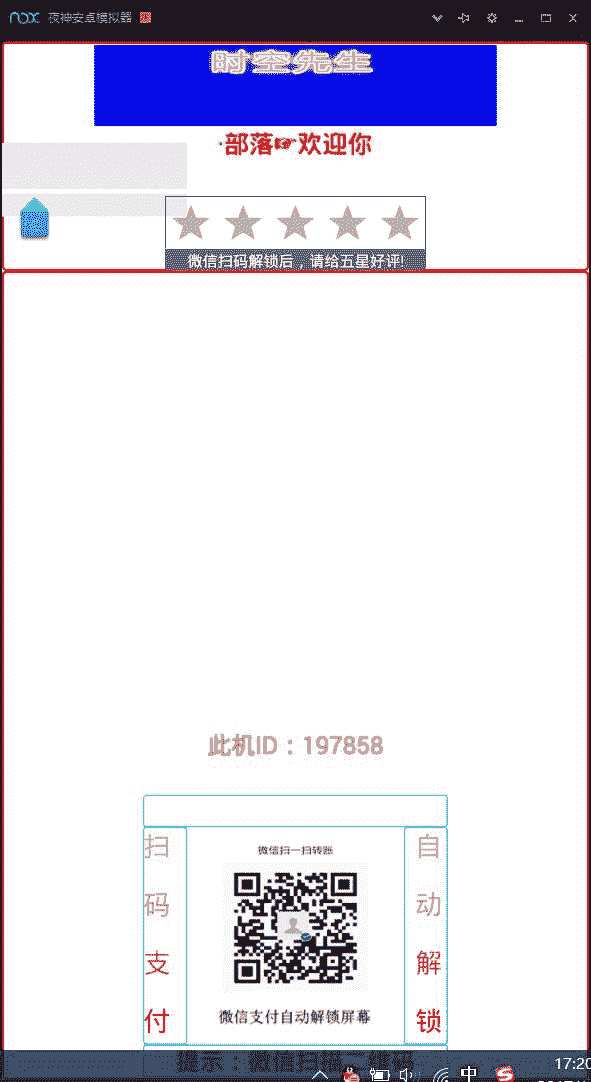 nox 夜神安卓模拟器
时空先生
·部落☞欢迎你
微信扫码解锁后，请给五星好评!
此机ID：197858
微信扫一扫转账
扫码支付
自动解锁
微信支付自动解锁屏幕
提示：微信扫描二维码
中
17:20